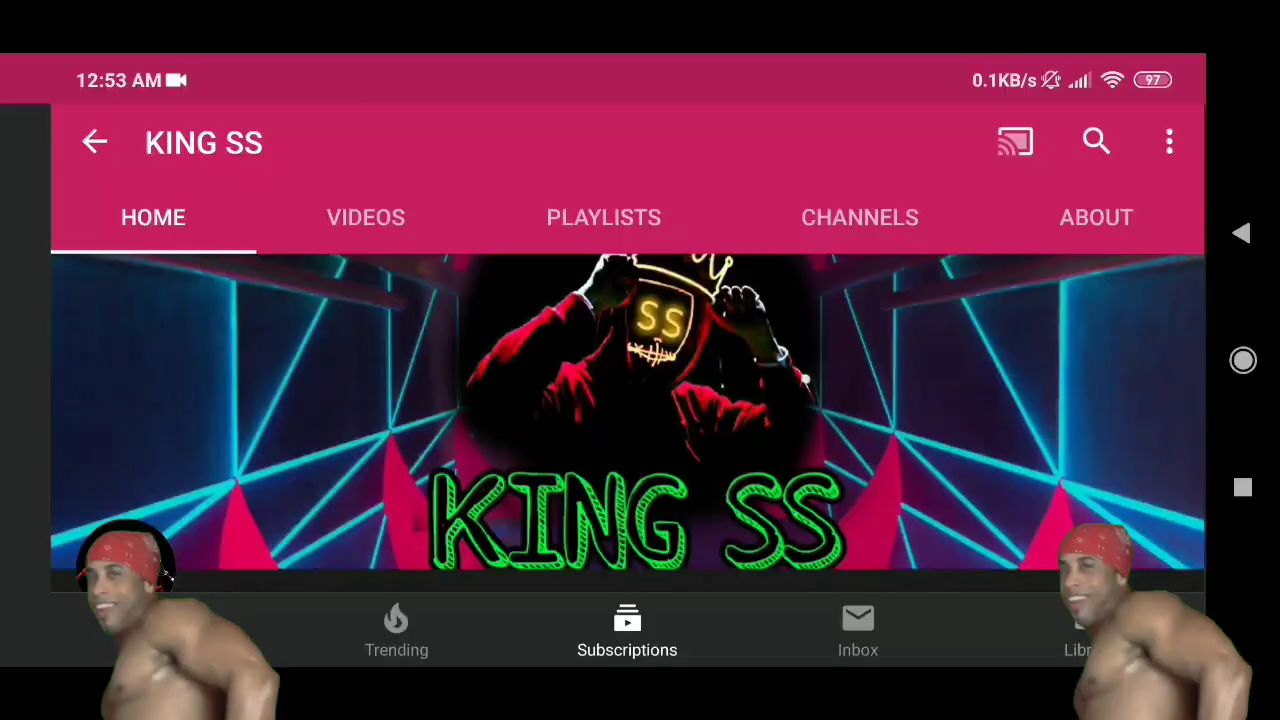 12:53 AM 0.1KB/s 97
KING SS
HOME VIDEOS PLAYLISTS CHANNELS ABOUT
SS
KING SS
Trending Subscriptions Inbox Libr